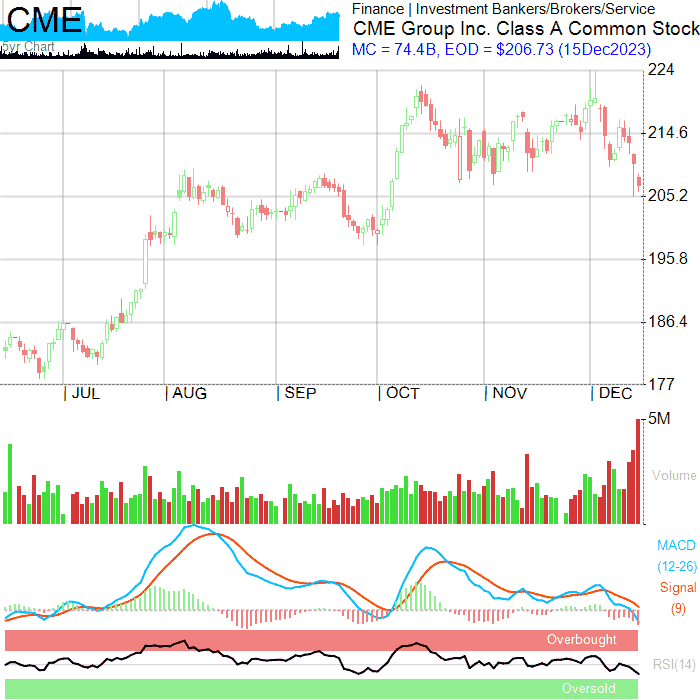 CME
Finance | Investment Bankers/Brokers/Service
CME Group Inc. Class A Common Stock
MC = 74.4B, EOD = $206.73 (15Dec2023)
224
214.6
205.2
195.8
186.4
177
| JUL | AUG | SEP | OCT | NOV | DEC
5M
Volume
MACD
(12-26)
Signal
(9)
Overbought
RSI(14)
Oversold